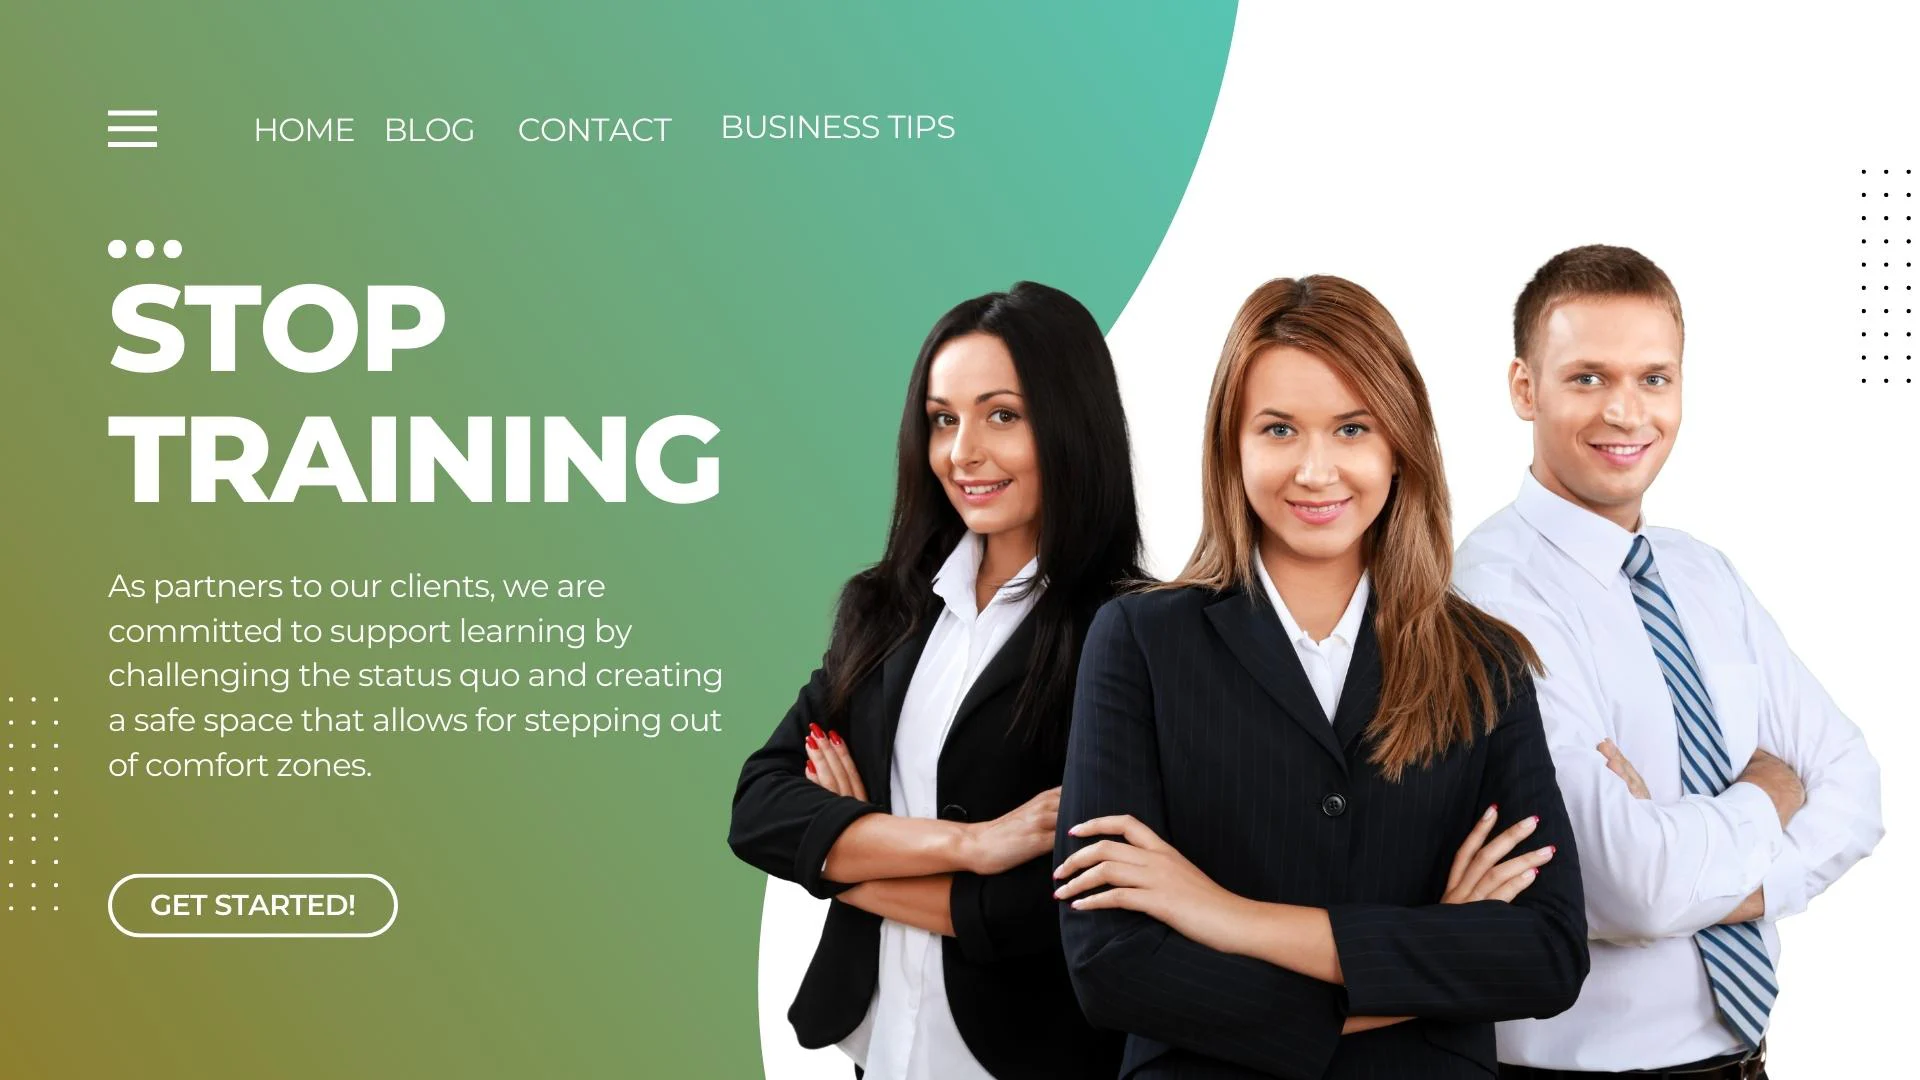 HOME BLOG CONTACT BUSINESS TIPS
STOP
TRAINING
As partners to our clients, we are
committed to support learning by
challenging the status quo and creating
a safe space that allows for stepping out
of comfort zones.
GET STARTED!